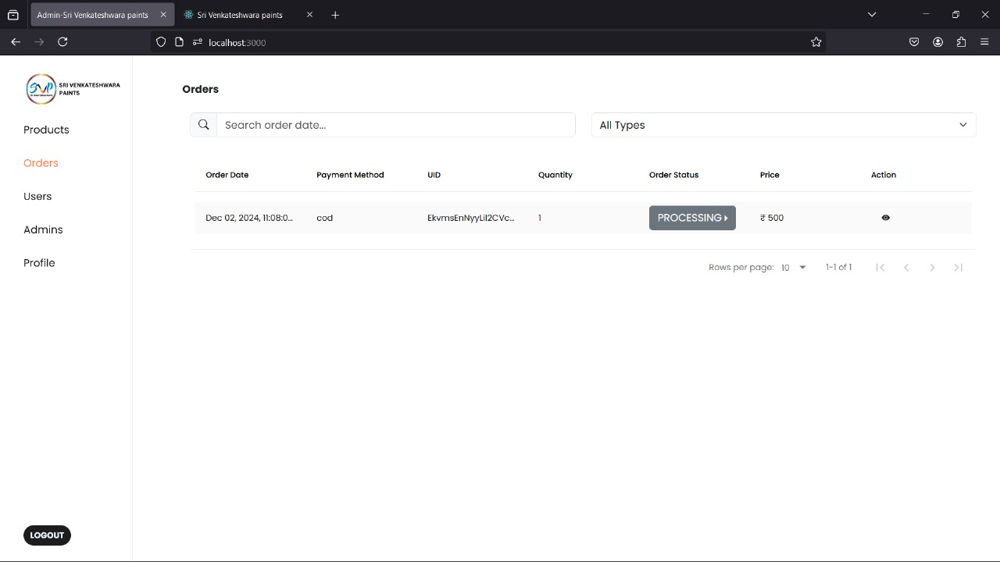 Admin-Sri Venkateshwara paints
Sri Venkateshwara paints
localhost:3000
SVP
SRI VENKATESHWARA
PAINTS
Products
Orders
Users
Admins
Profile
LOGOUT
Orders
Search order date...
All Types
Order Date Payment Method UID Quantity Order Status Price Action
Dec 02, 2024, 11:08:0... cod EkvmsEnNyyLil2CVc... 1 PROCESSING ₹ 500
Rows per page: 10 1-1 of 1